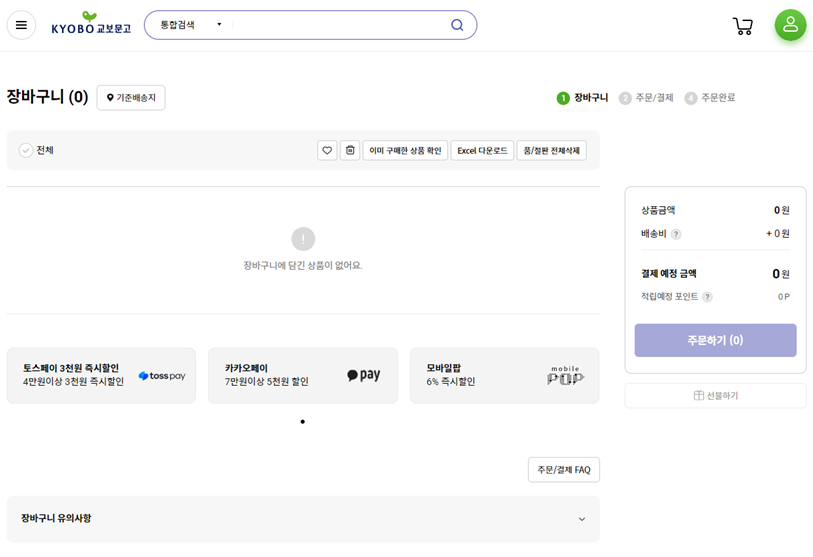 KYOBO 교보문고
통합검색
장바구니 (0)
기준배송지
1 장바구니
2 주문/결제
4 주문완료
전체
이미 구매한 상품 확인
Excel 다운로드
품/절판 전체삭제
!
장바구니에 담긴 상품이 없어요.
상품금액
0 원
배송비 ?
+ 0 원
결제 예정 금액
0 원
적립예정 포인트 ?
0 P
주문하기 (0)
선물하기
토스페이 3천원 즉시할인
4만원이상 3천원 즉시할인
toss pay
카카오페이
7만원이상 5천원 할인
pay
모바일팝
6% 즉시할인
mobile
POP
주문/결제 FAQ
장바구니 유의사항